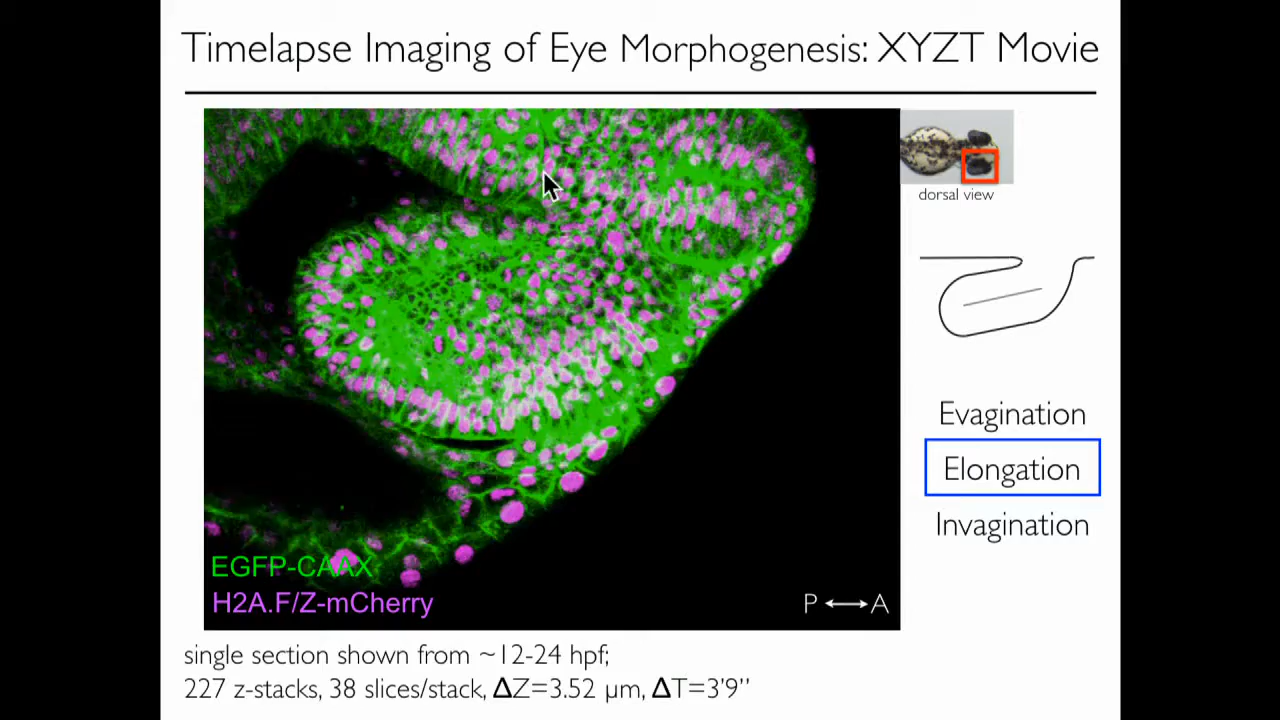 Timelapse Imaging of Eye Morphogenesis: XYZT Movie
dorsal view
Evagination
Elongation
Invagination
EGFP-CAAX
H2A.F/Z-mCherry
P A
single section shown from ~12-24 hpf;
227 z-stacks, 38 slices/stack, ΔZ=3.52 µm, ΔT=3'9"